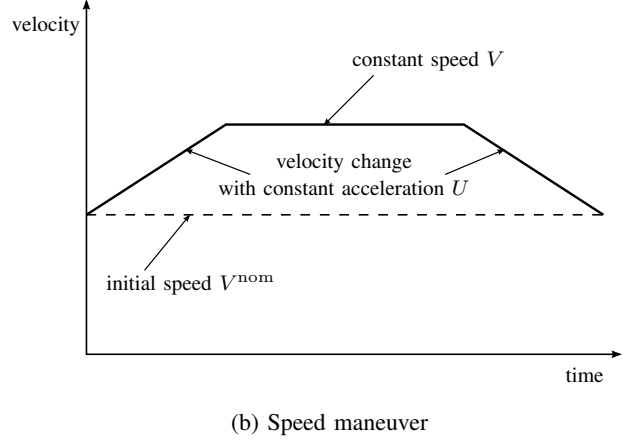 velocity
constant speed V
velocity change
with constant acceleration U
initial speed V^nom
time
(b) Speed maneuver